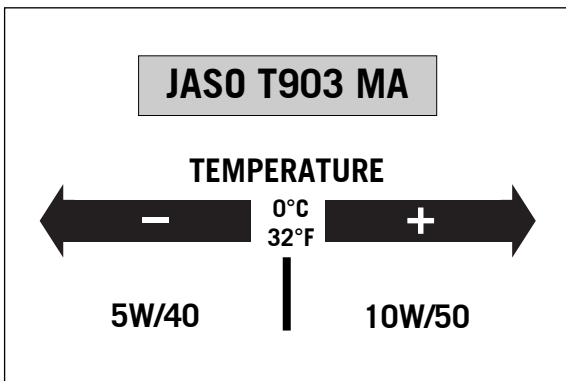 JASO T903 MA
TEMPERATURE
– 0°C +
32°F
5W/40 10W/50